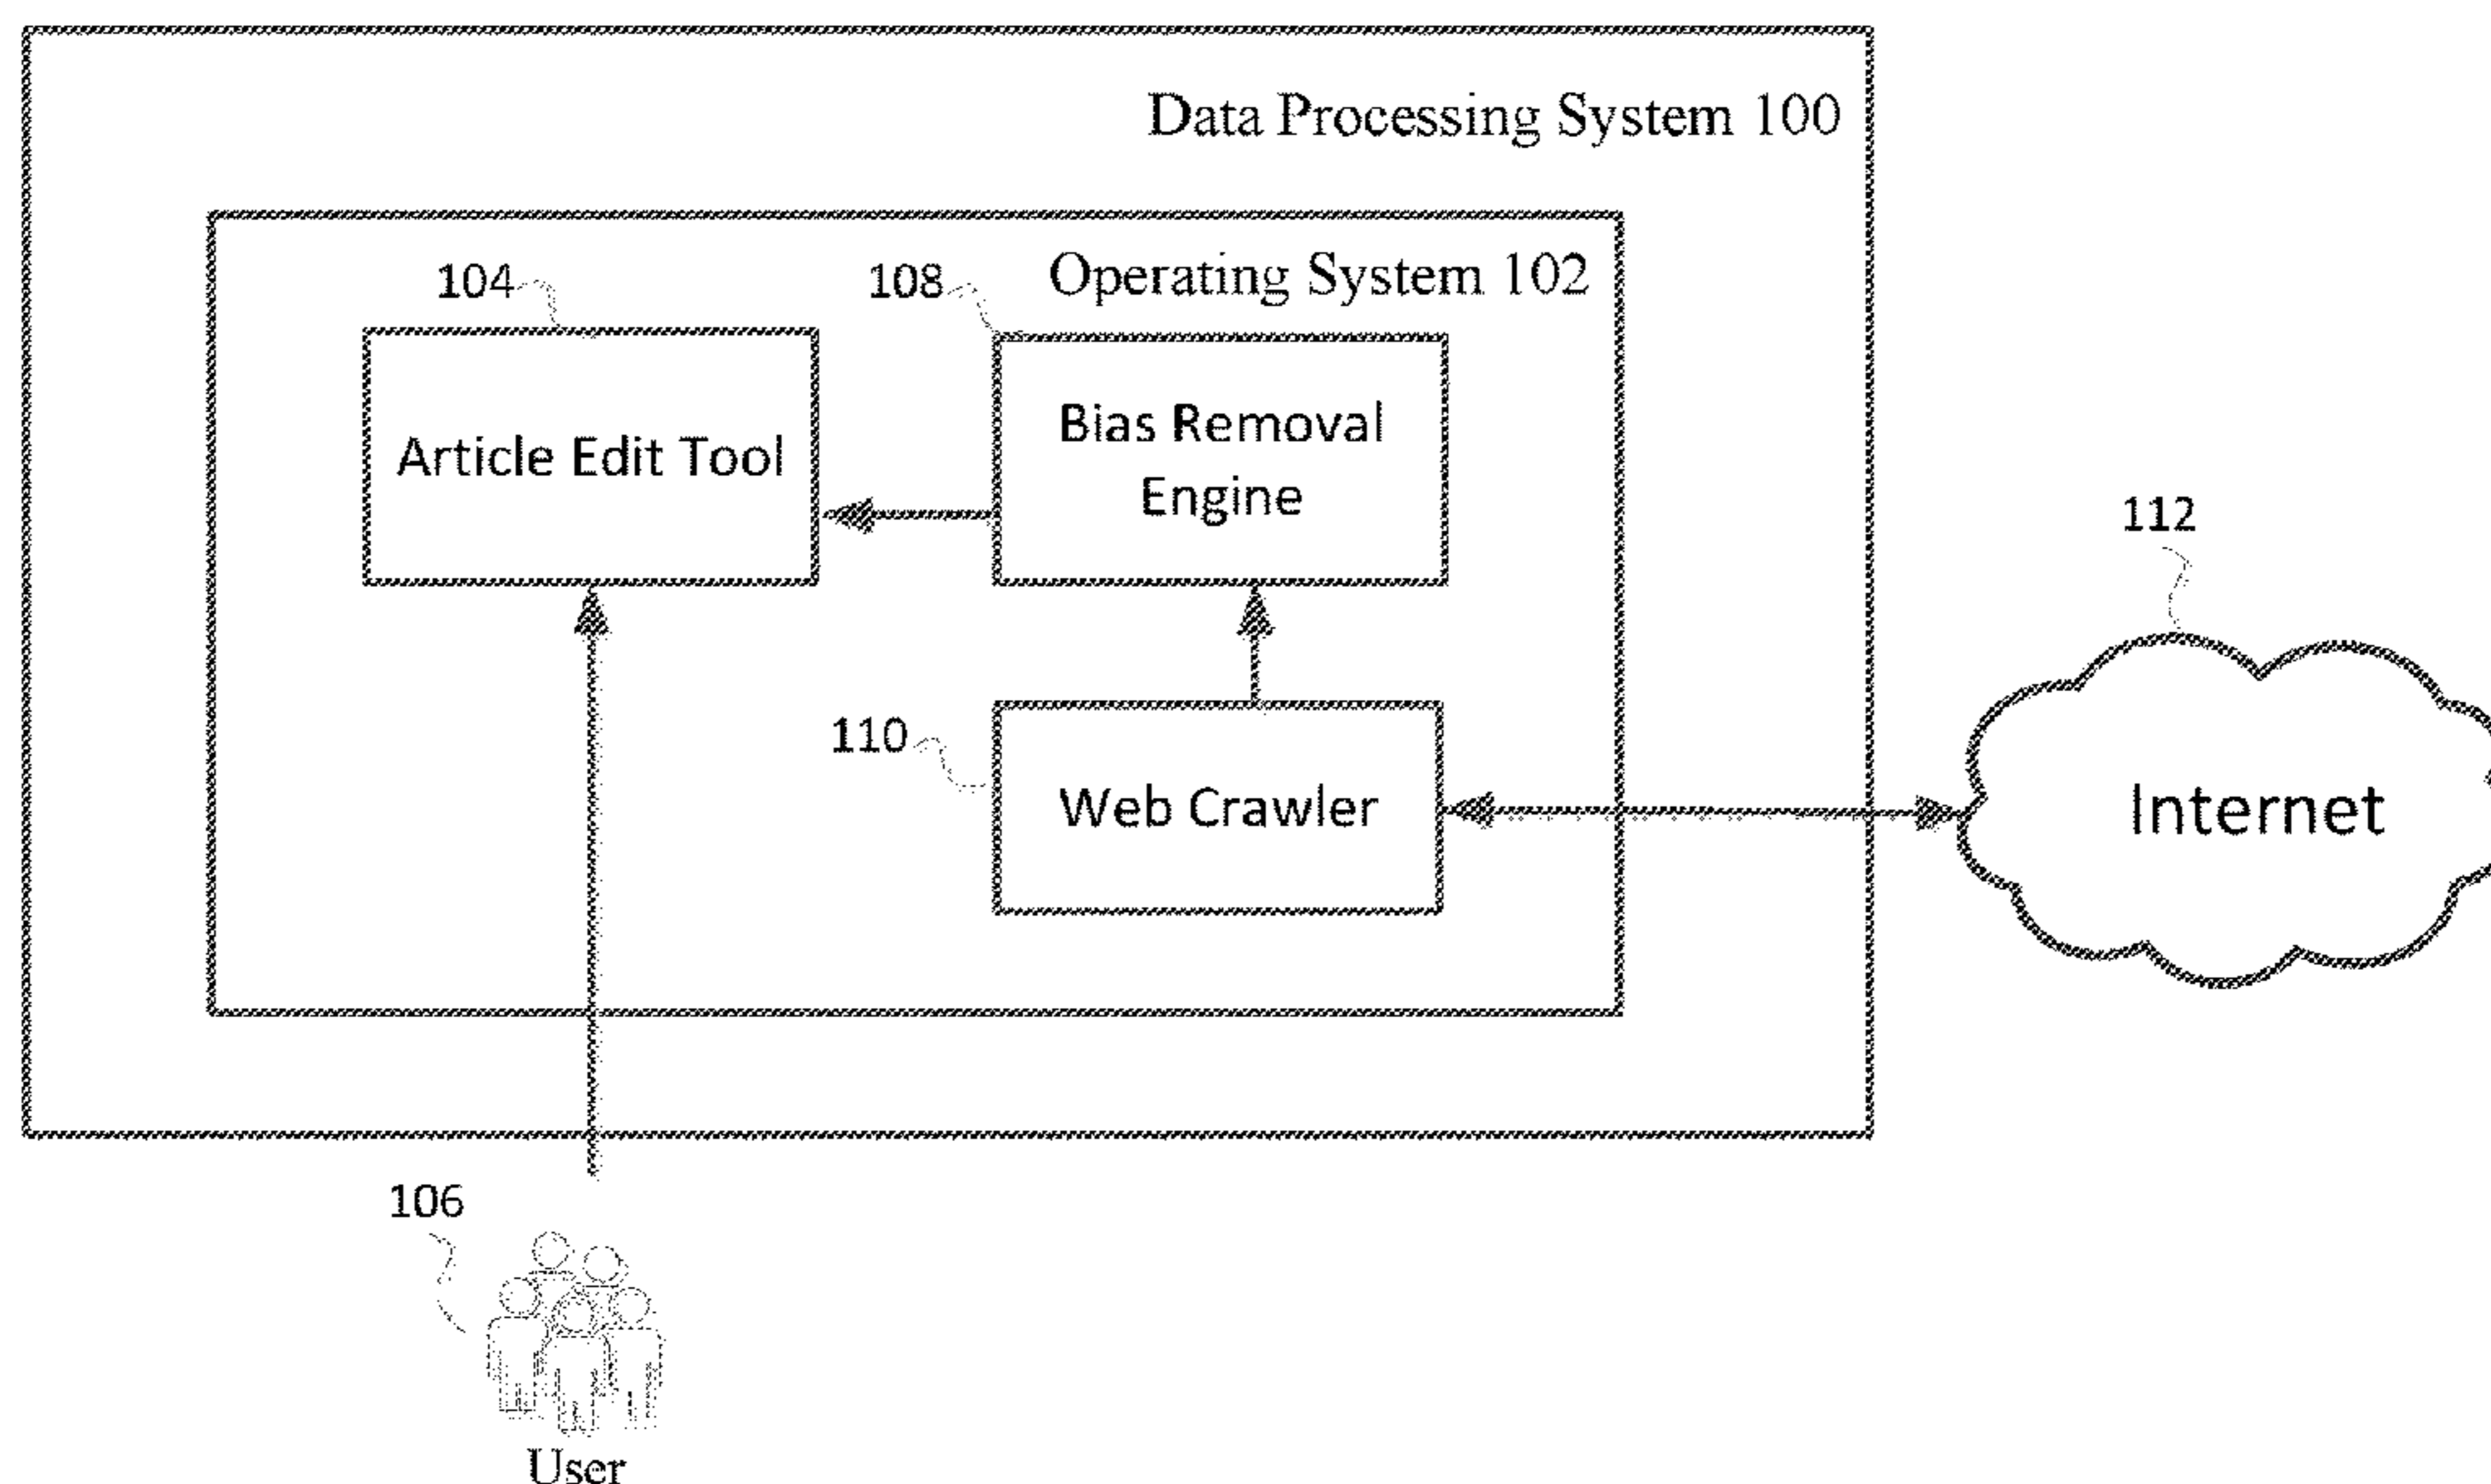 Data Processing System 100
Operating System 102
104
108
Article Edit Tool
Bias Removal
Engine
112
110
Web Crawler
Internet
106
User